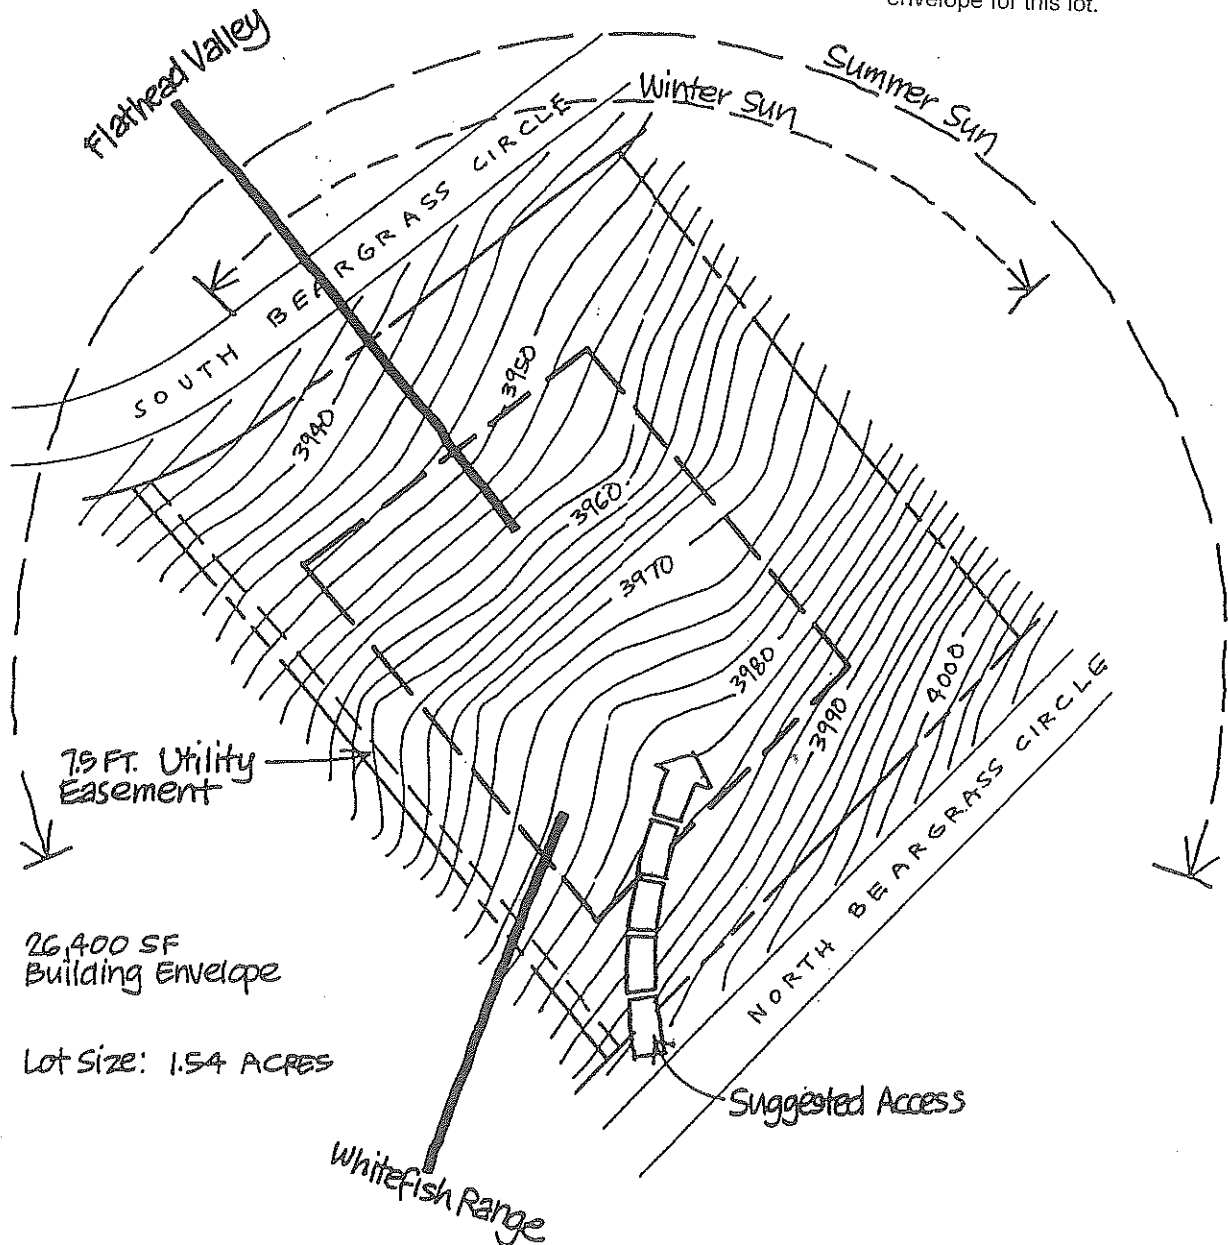 envelope for this lot.
Flathead Valley
Summer Sun
Winter Sun
SOUTH BEARGRASS CIRCLE
3950
3940
3960
3970
3980
3990
4000
NORTH BEARGRASS CIRCLE
7.5 FT. Utility
Easement
26,400 SF
Building Envelope
Lot Size: 1.54 ACRES
Suggested Access
Whitefish Range